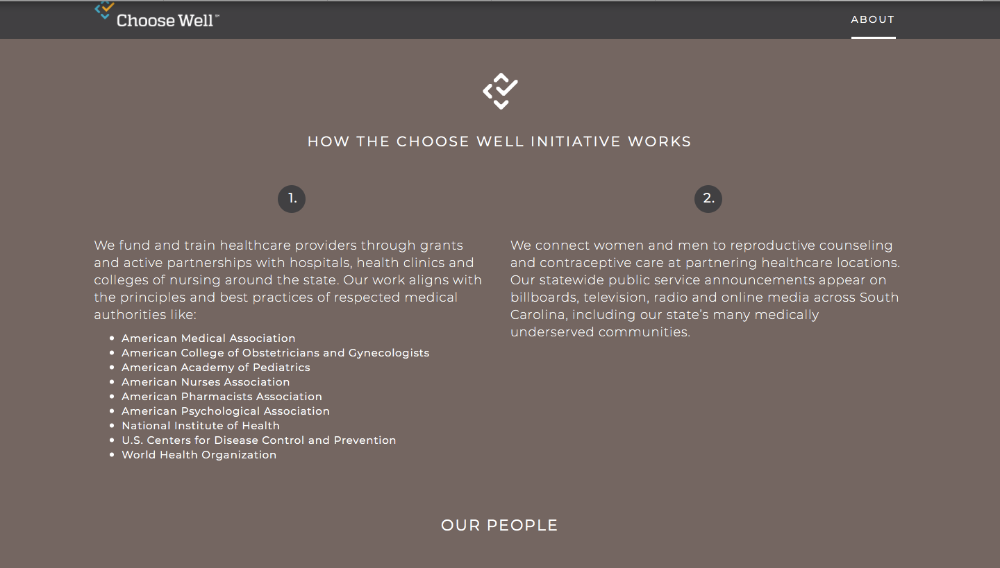 Choose Well℠
ABOUT
HOW THE CHOOSE WELL INITIATIVE WORKS
1.
We fund and train healthcare providers through grants
and active partnerships with hospitals, health clinics and
colleges of nursing around the state. Our work aligns with
the principles and best practices of respected medical
authorities like:
• American Medical Association
• American College of Obstetricians and Gynecologists
• American Academy of Pediatrics
• American Nurses Association
• American Pharmacists Association
• American Psychological Association
• National Institute of Health
• U.S. Centers for Disease Control and Prevention
• World Health Organization
2.
We connect women and men to reproductive counseling
and contraceptive care at partnering healthcare locations.
Our statewide public service announcements appear on
billboards, television, radio and online media across South
Carolina, including our state’s many medically
underserved communities.
OUR PEOPLE